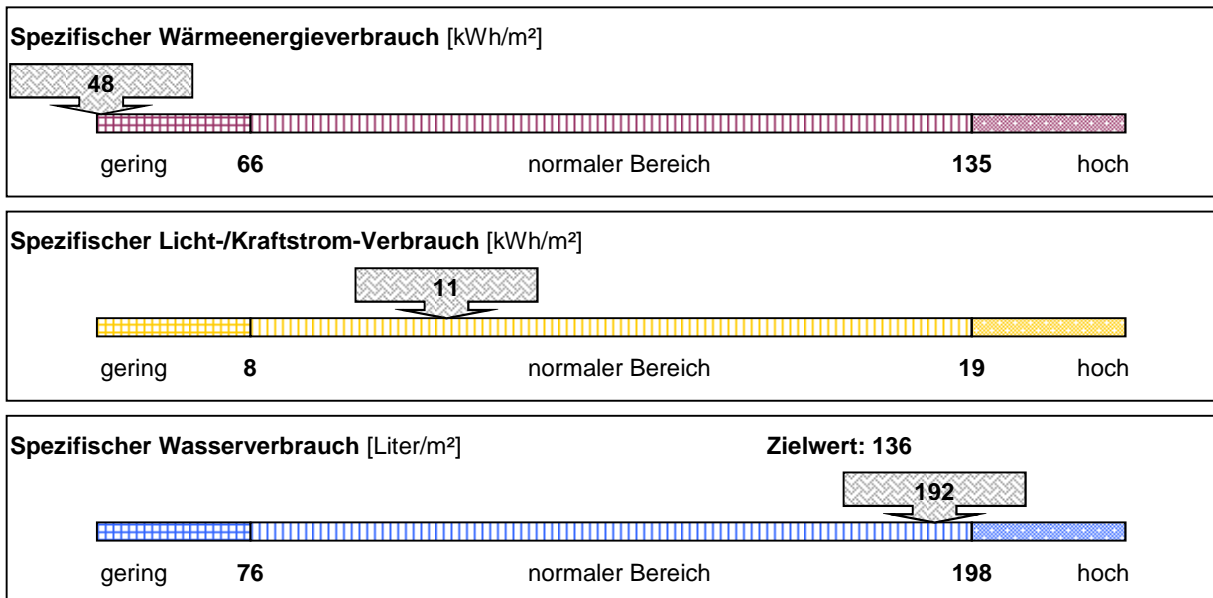 Spezifischer Wärmeenergieverbrauch [kWh/m²]
48
gering 66 normaler Bereich 135 hoch
Spezifischer Licht-/Kraftstrom-Verbrauch [kWh/m²]
11
gering 8 normaler Bereich 19 hoch
Spezifischer Wasserverbrauch [Liter/m²] Zielwert: 136
192
gering 76 normaler Bereich 198 hoch